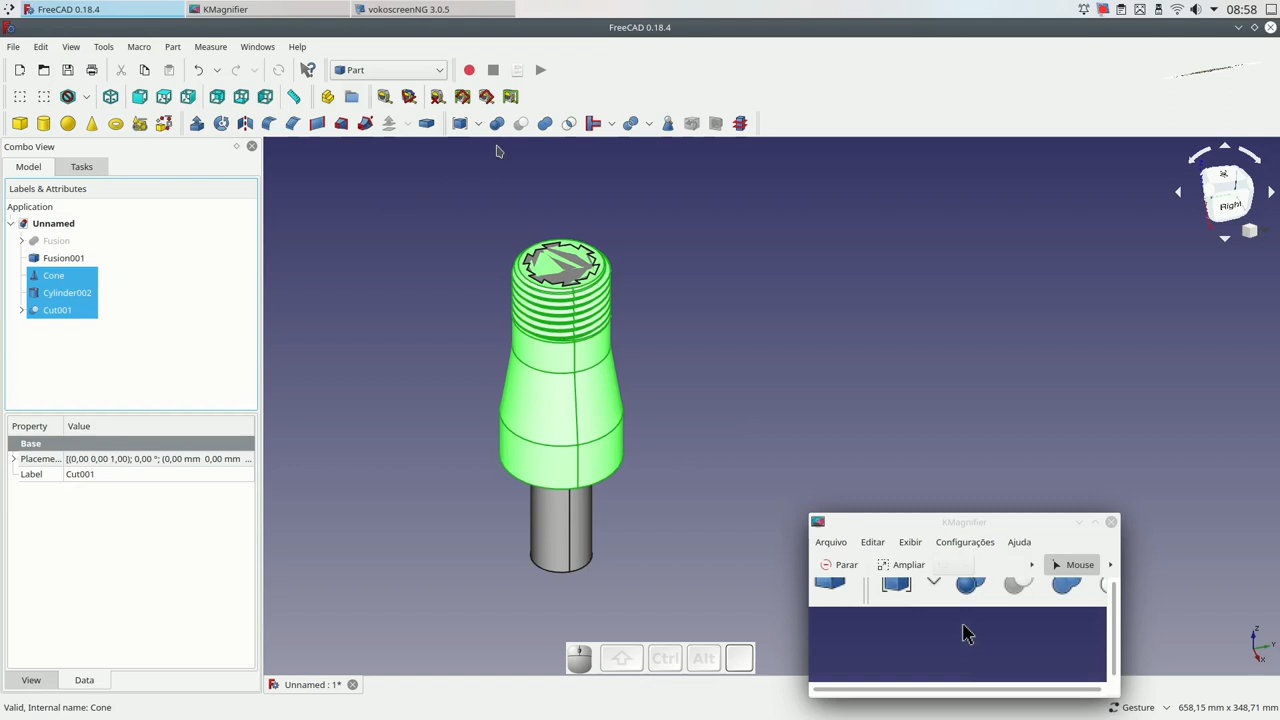 FreeCAD 0.18.4
KMagnifier
vokoscreenNG 3.0.5
08:58
FreeCAD 0.18.4
File Edit View Tools Macro Part Measure Windows Help
Part
Combo View
Model Tasks
Labels & Attributes
Application
Unnamed
Fusion
Fusion001
Cone
Cylinder002
Cut001
Right
Property Value
Base
Placeme... [(0,00 0,00 1,00); 0,00 °; (0,00 mm 0,00 mm ...
Label Cut001
KMagnifier
Arquivo Editar Exibir Configurações Ajuda
Parar Ampliar Mouse
Ctrl Alt
Z
Y
View Data
Unnamed : 1*
Valid, Internal name: Cone
Gesture 658,15 mm x 348,71 mm